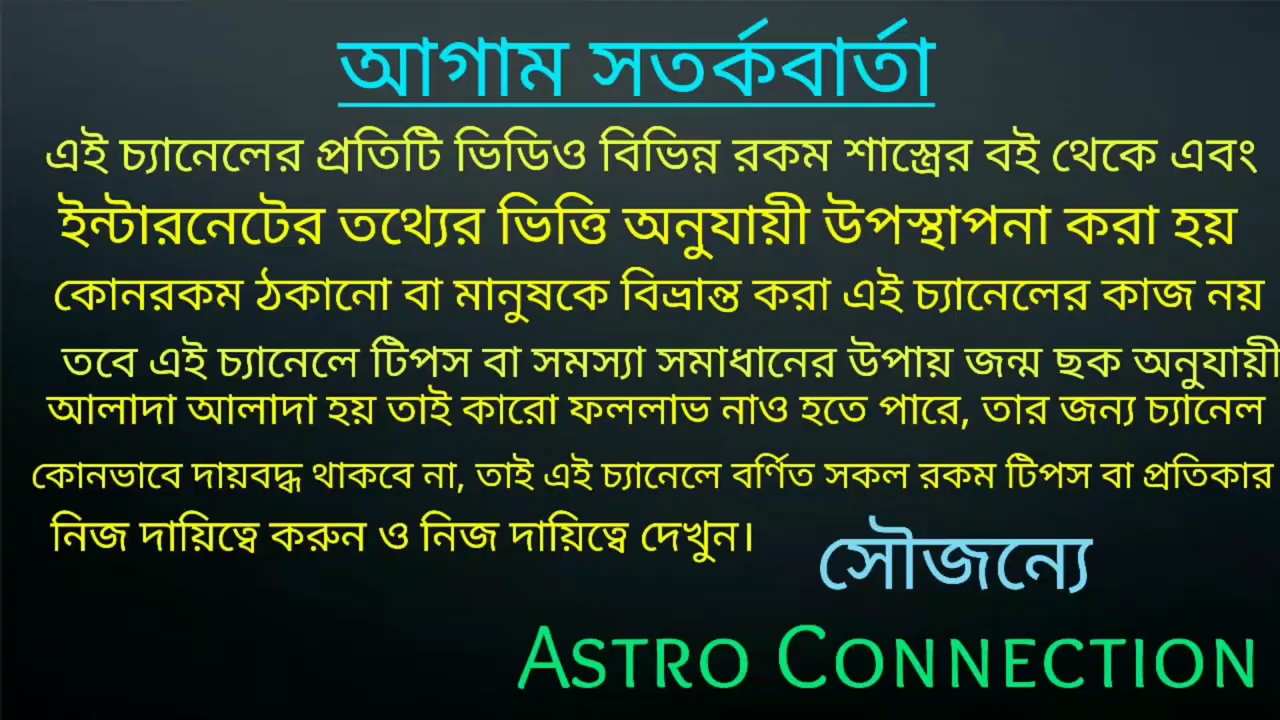 আগাম সতর্কবার্তা
এই চ্যানেলের প্রতিটি ভিডিও বিভিন্ন রকম শাস্ত্রের বই থেকে এবং
ইন্টারনেটের তথ্যের ভিত্তি অনুযায়ী উপস্থাপনা করা হয়
কোনরকম ঠকানো বা মানুষকে বিভ্রান্ত করা এই চ্যানেলের কাজ নয়
তবে এই চ্যানেলে টিপস বা সমস্যা সমাধানের উপায় জন্ম ছক অনুযায়ী
আলাদা আলাদা হয় তাই কারো ফললাভ নাও হতে পারে, তার জন্য চ্যানেল
কোনভাবে দায়বদ্ধ থাকবে না, তাই এই চ্যানেলে বর্ণিত সকল রকম টিপস বা প্রতিকার
নিজ দায়িত্বে করুন ও নিজ দায়িত্বে দেখুন।
সৌজন্যে
Astro Connection